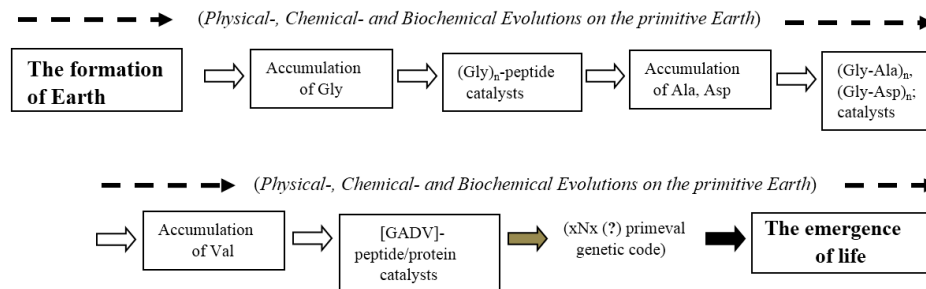 (Physical-, Chemical- and Biochemical Evolutions on the primitive Earth)
The formation
of Earth
Accumulation
of Gly
(Gly)n-peptide
catalysts
Accumulation
of Ala, Asp
(Gly-Ala)n,
(Gly-Asp)n;
catalysts
(Physical-, Chemical- and Biochemical Evolutions on the primitive Earth)
Accumulation
of Val
[GADV]-
peptide/protein
catalysts
(xNx (?) primeval
genetic code)
The emergence
of life